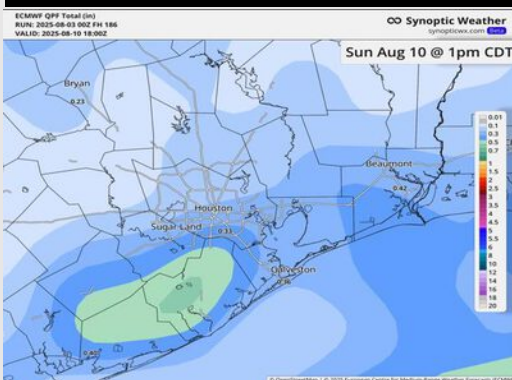 ECMWF QPF Total (in)
RUN: 2025-08-03 00Z FH 186
VALID: 2025-08-10 18:00Z
Synoptic Weather
synopticwx.com Beta
Sun Aug 10 @ 1pm CDT
Bryan
0.23
Beaumont
0.42
Houston
Sugar Land
0.33
Galveston
0.01
0.1
0.3
0.5
0.7
1
1.5
2
2.5
3
3.5
4
4.5
5
5.5
6
8
10
12
14
16
18
20